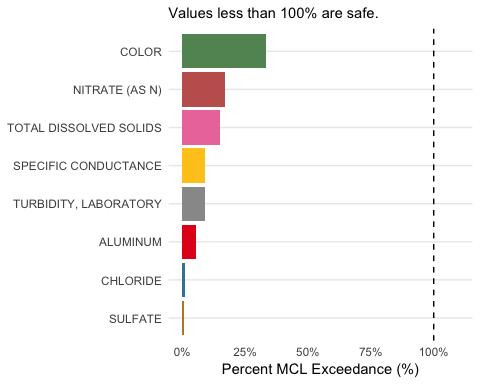 Values less than 100% are safe.
COLOR
NITRATE (AS N)
TOTAL DISSOLVED SOLIDS
SPECIFIC CONDUCTANCE
TURBIDITY, LABORATORY
ALUMINUM
CHLORIDE
SULFATE
0% 25% 50% 75% 100%
Percent MCL Exceedance (%)